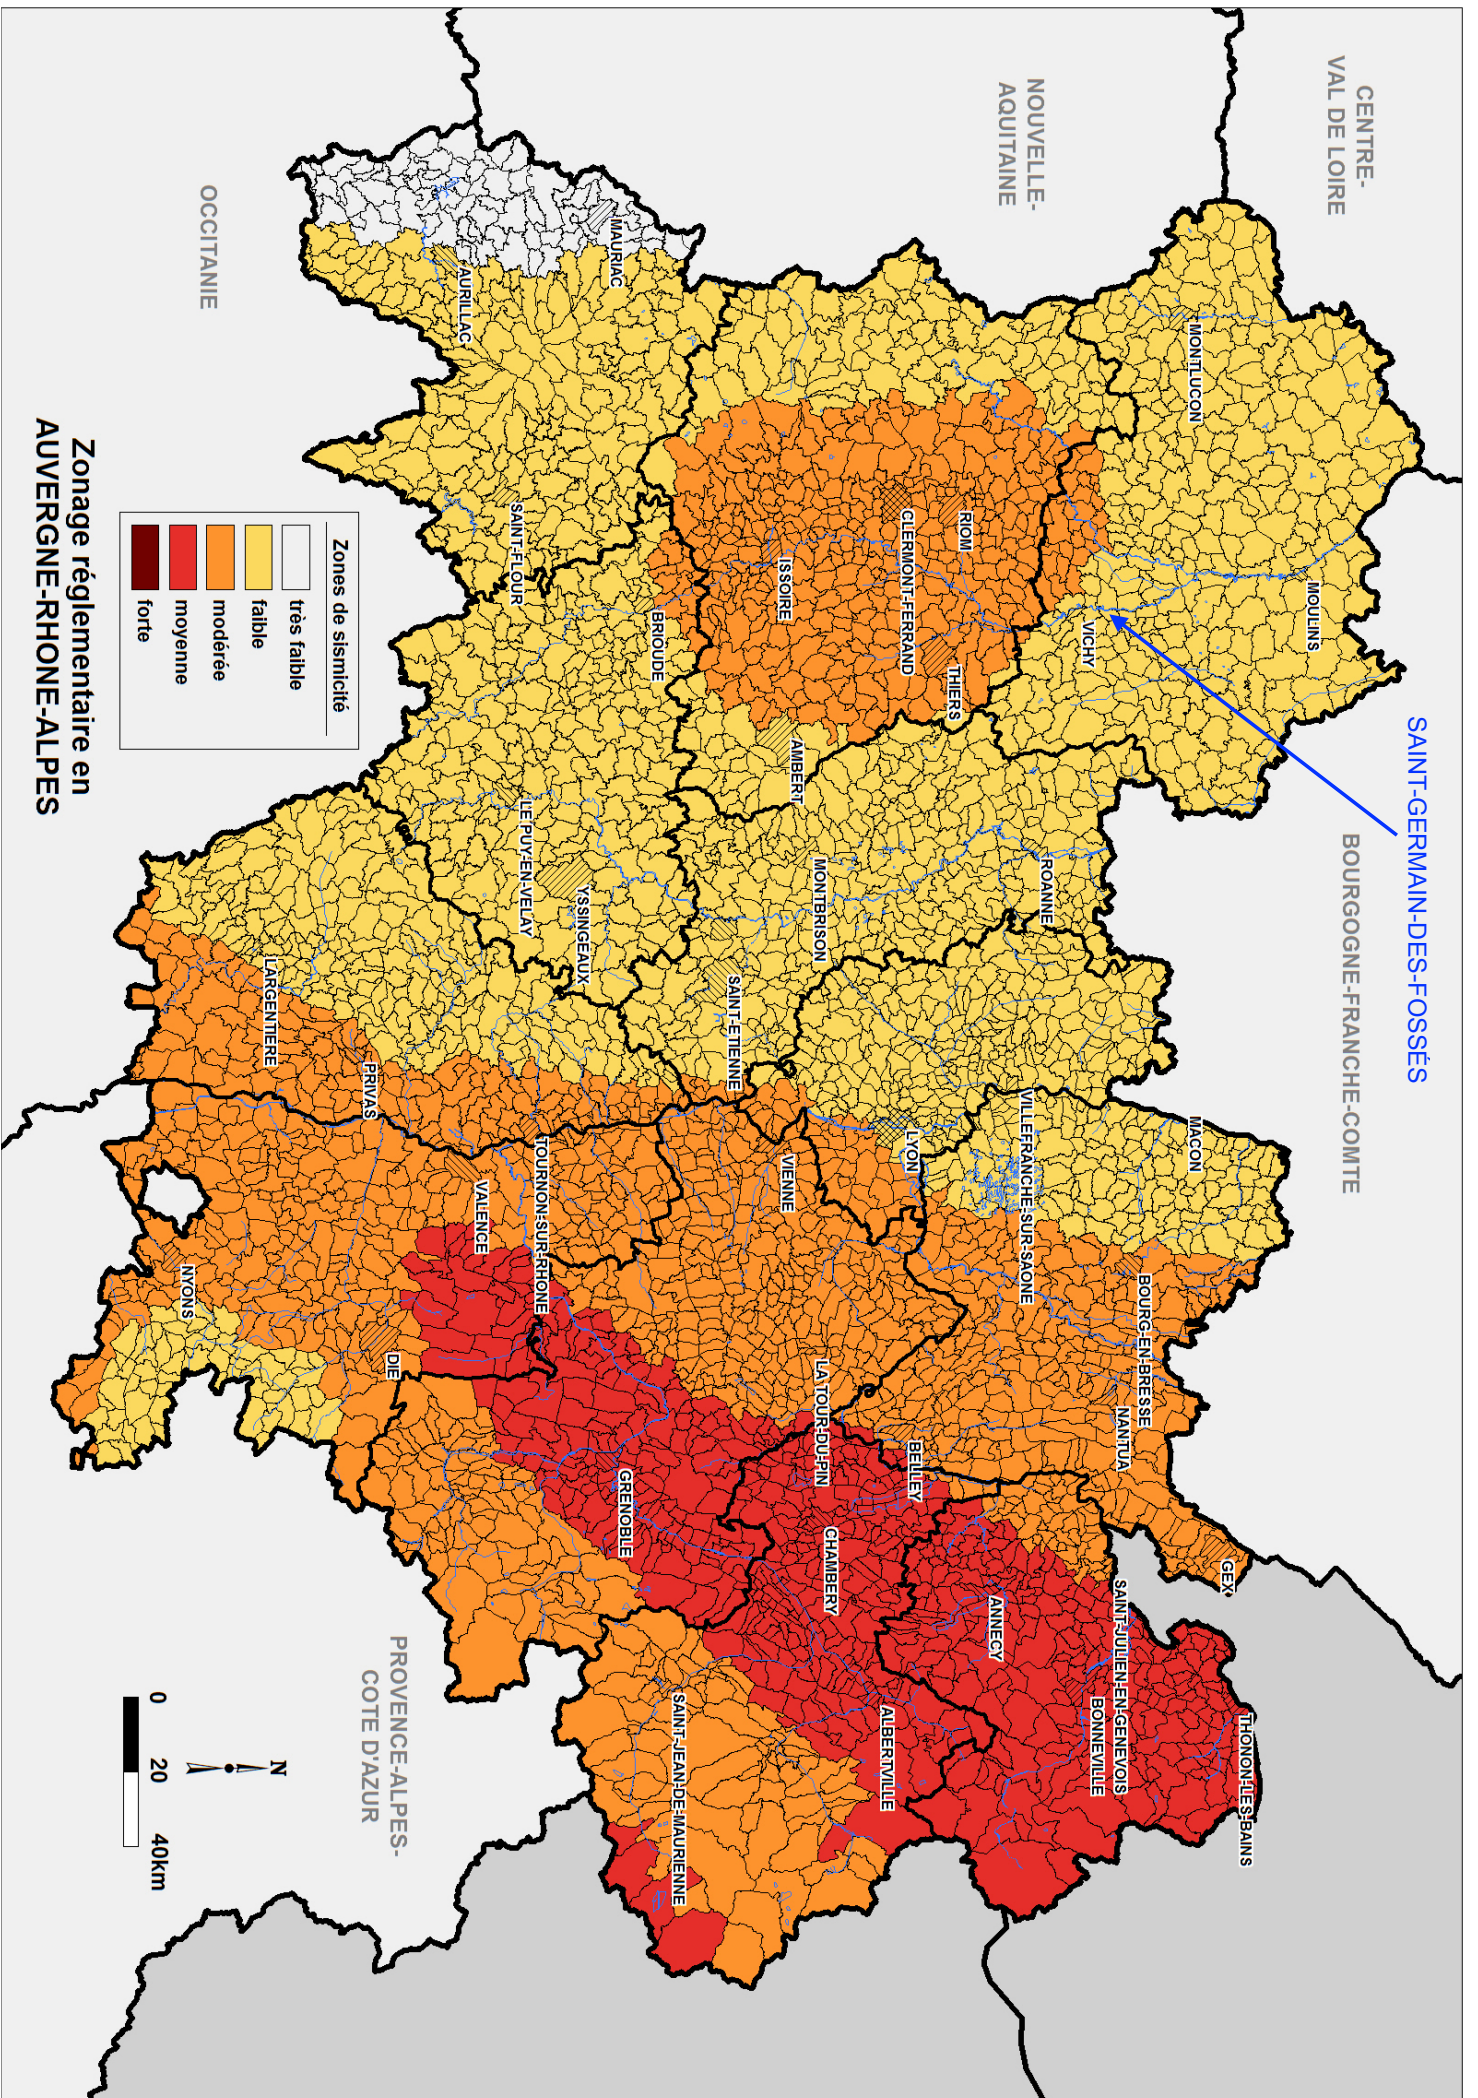 CENTRE-
VAL DE LOIRE
NOUVELLE-
AQUITAINE
OCCITANIE
BOURGOGNE-FRANCHE-COMTE
PROVENCE-ALPES-
COTE D'AZUR
SAINT-GERMAIN-DES-FOSSÉS
MONTLUCON
MOULINS
VICHY
RIOM
CLERMONT-FERRAND
THIERS
ISSOIRE
AMBERT
MAURIAC
AURILLAC
SAINT-FLOUR
BRIOUDE
LE PUY-EN-VELAY
YSSINGEAUX
ROANNE
MONTBRISON
SAINT-ETIENNE
MACON
VILLEFRANCHE-SUR-SAONE
LYON
BOURG-EN-BRESSE
NANTUA
GEX
BELLEY
VIENNE
LA TOUR-DU-PIN
GRENOBLE
TOURNON-SUR-RHONE
VALENCE
PRIVAS
LARGENTIERE
DIE
NYONS
CHAMBERY
ALBERTVILLE
SAINT-JEAN-DE-MAURIENNE
ANNECY
SAINT-JULIEN-EN-GENEVOIS
BONNEVILLE
THONON-LES-BAINS
Zones de sismicité
très faible
faible
modérée
moyenne
forte
Zonage réglementaire en
AUVERGNE-RHONE-ALPES
N
0 20 40km